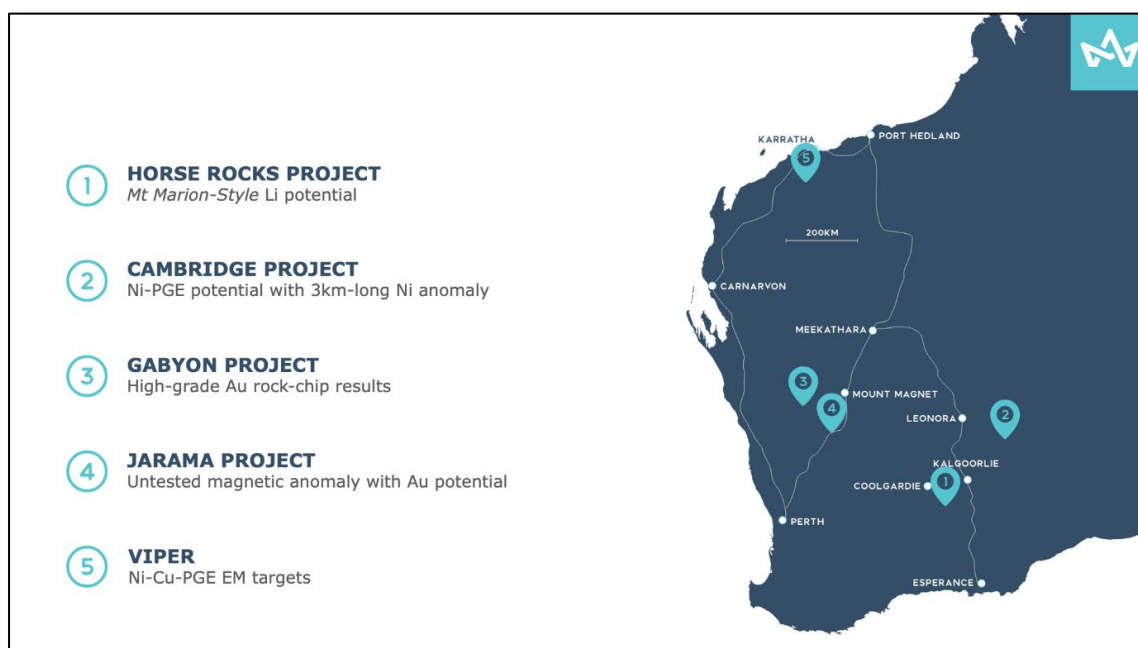 1
HORSE ROCKS PROJECT
Mt Marion-Style Li potential
2
CAMBRIDGE PROJECT
Ni-PGE potential with 3km-long Ni anomaly
3
GABYON PROJECT
High-grade Au rock-chip results
4
JARAMA PROJECT
Untested magnetic anomaly with Au potential
5
VIPER
Ni-Cu-PGE EM targets
KARRATHA
PORT HEDLAND
5
200KM
CARNARVON
MEEKATHARA
3
MOUNT MAGNET
4
LEONORA
2
KALGOORLIE
COOLGARDIE
1
PERTH
ESPERANCE